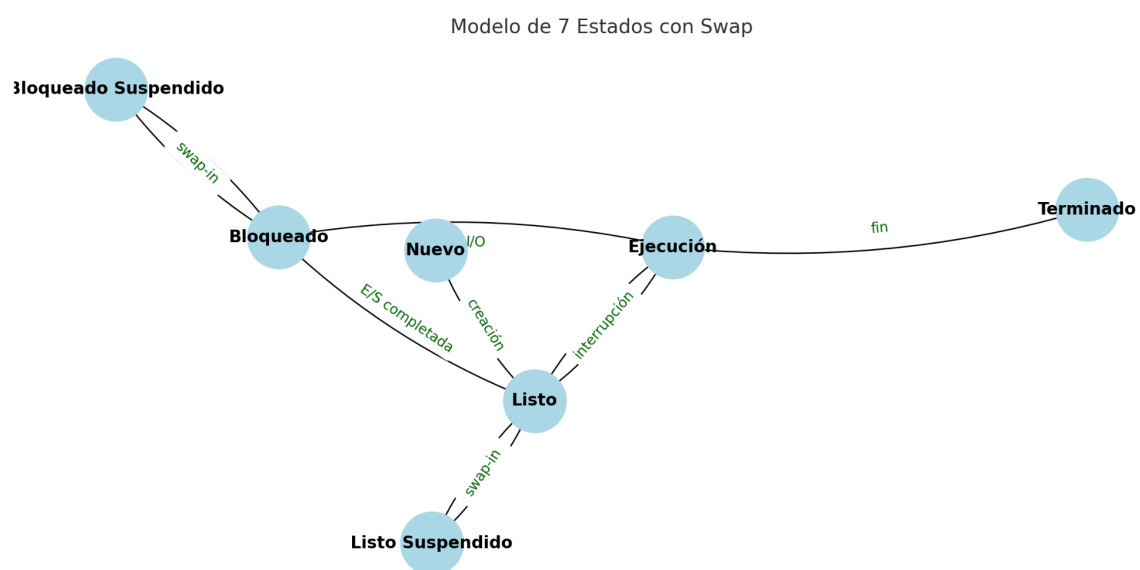 Modelo de 7 Estados con Swap
Bloqueado Suspendido
swap-in
Terminado
fin
Bloqueado
I/O
Nuevo
Ejecución
E/S completada
creación
interrupción
Listo
swap-in
Listo Suspendido